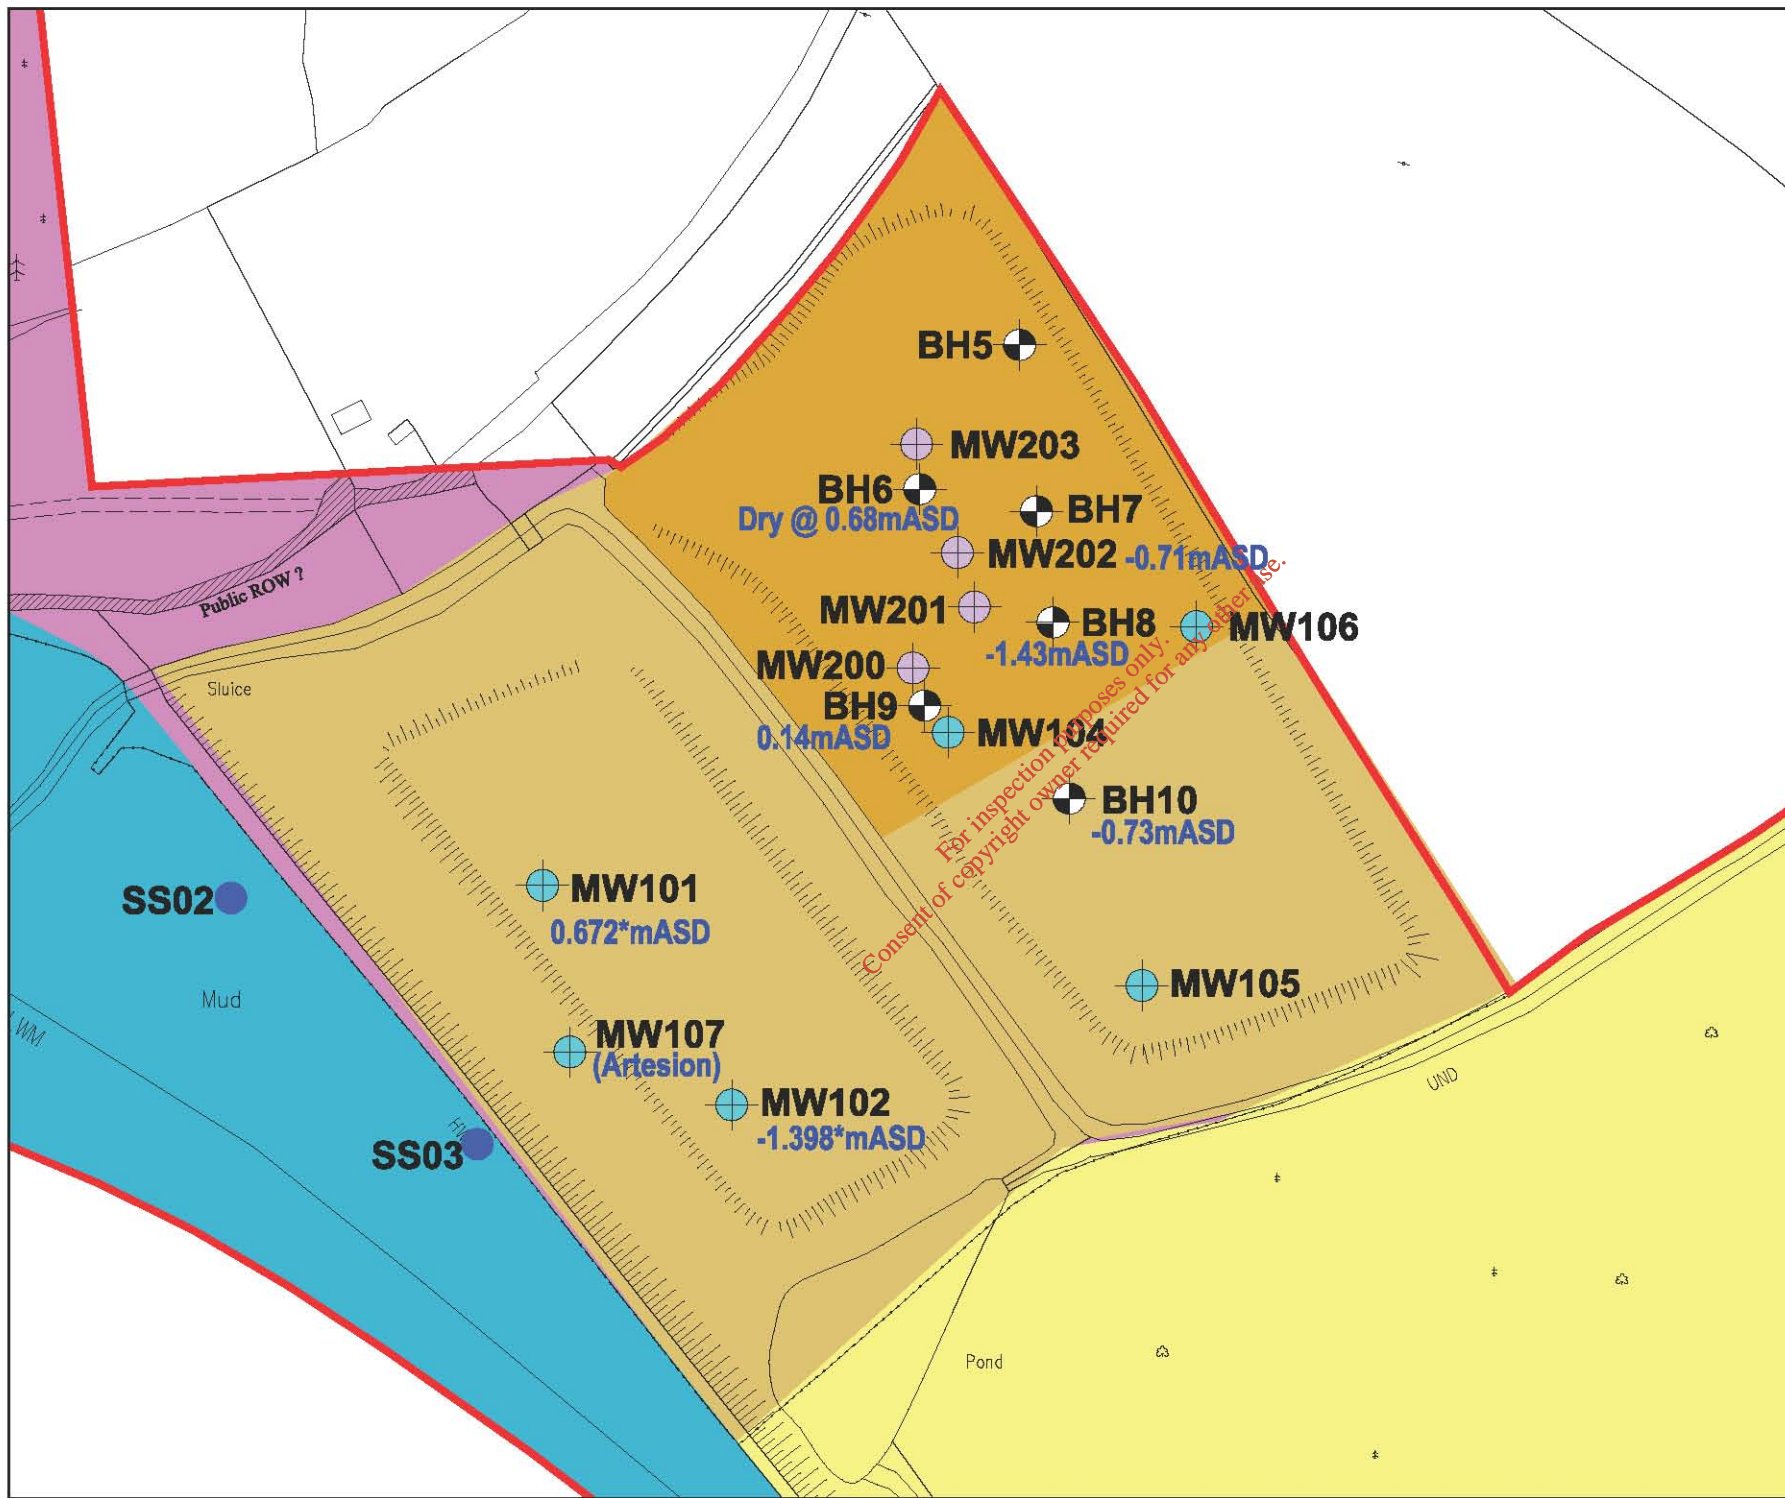 BH5
MW203
BH6
Dry @ 0.68mASD
BH7
MW202 -0.71mASD
MW201
BH8
-1.43mASD
MW106
MW200
BH9
0.14mASD
MW104
BH10
-0.73mASD
For inspection purposes only.
Consent of copyright owner required for any other use.
Public ROW ?
Sluice
SS02
MW101
0.672*mASD
Mud
LWM
MW105
MW107
(Artesion)
MW102
-1.398*mASD
SS03
UND
Pond